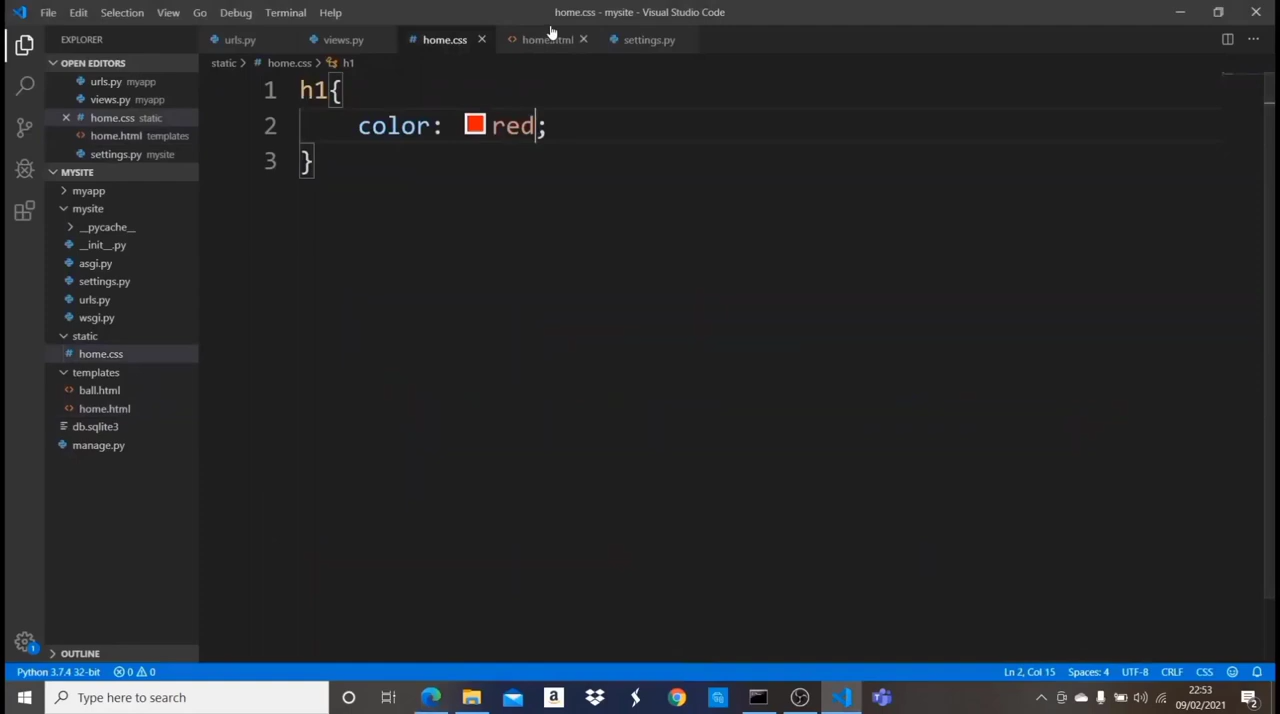 File Edit Selection View Go Debug Terminal Help
home.css - mysite - Visual Studio Code
EXPLORER
urls.py views.py home.css home.html settings.py
OPEN EDITORS
urls.py myapp
views.py myapp
home.css static
home.html templates
settings.py mysite
MYSITE
myapp
mysite
__pycache__
__init__.py
asgi.py
settings.py
urls.py
wsgi.py
static
home.css
templates
ball.html
home.html
db.sqlite3
manage.py
OUTLINE
static > # home.css > h1
1 h1{
2 color: red;
3 }
Python 3.7.4 32-bit 0 0 Ln 2, Col 15 Spaces: 4 UTF-8 CRLF CSS
Type here to search
22:53
09/02/2021
2